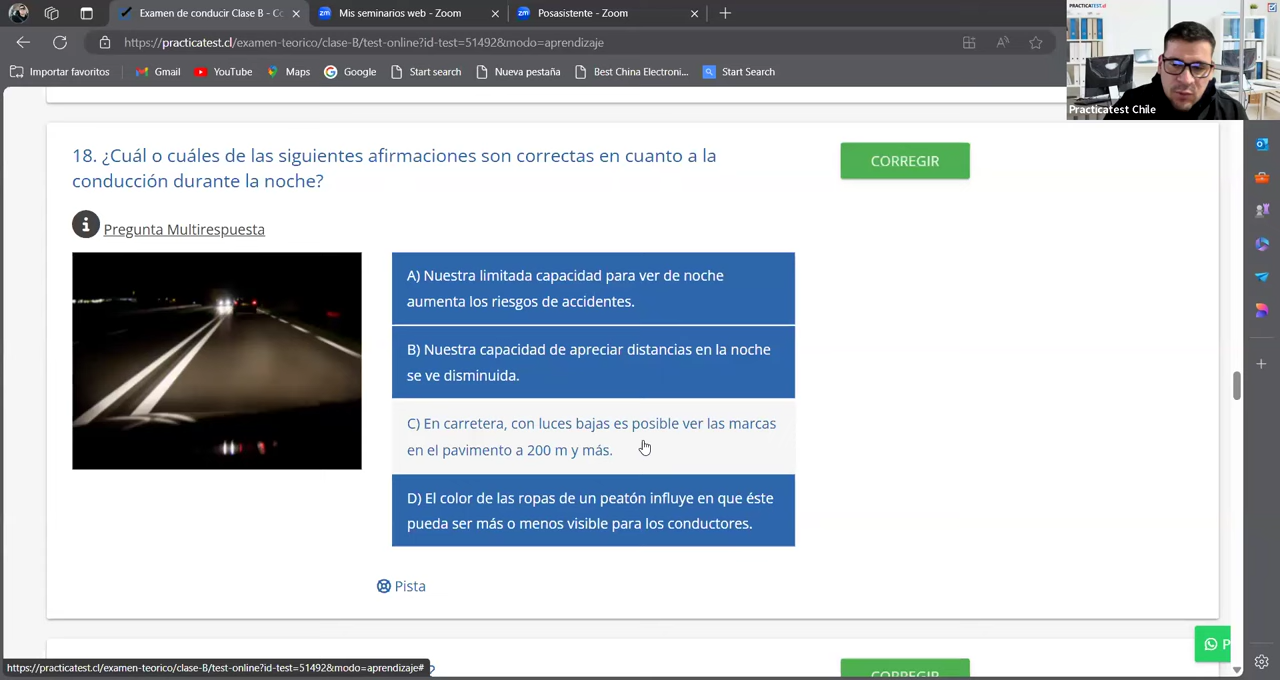 Examen de conducir Clase B - Co
Mis seminarios web - Zoom
Posasistente - Zoom
PRACTICATEST.cl
https://practicatest.cl/examen-teorico/clase-B/test-online?id-test=51492&modo=aprendizaje
Importar favoritos
Gmail
YouTube
Maps
Google
Start search
Nueva pestaña
Best China Electroni...
Start Search
Practicatest Chile
18. ¿Cuál o cuáles de las siguientes afirmaciones son correctas en cuanto a la
conducción durante la noche?
CORREGIR
Pregunta Multirespuesta
A) Nuestra limitada capacidad para ver de noche
aumenta los riesgos de accidentes.
B) Nuestra capacidad de apreciar distancias en la noche
se ve disminuida.
C) En carretera, con luces bajas es posible ver las marcas
en el pavimento a 200 m y más.
D) El color de las ropas de un peatón influye en que éste
pueda ser más o menos visible para los conductores.
Pista
P
https://practicatest.cl/examen-teorico/clase-B/test-online?id-test=51492&modo=aprendizaje#
?
CORREGIR